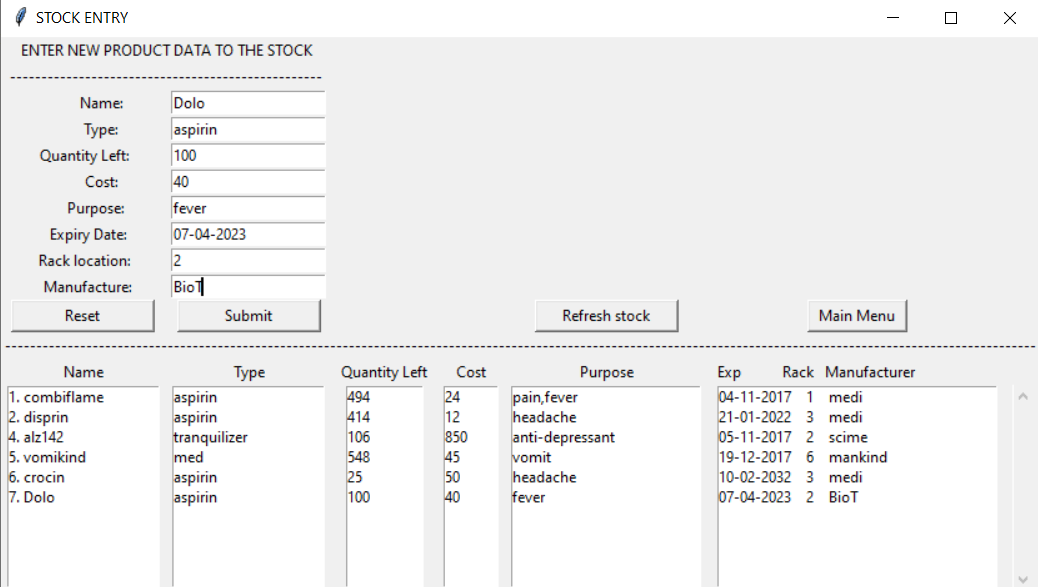 STOCK ENTRY
ENTER NEW PRODUCT DATA TO THE STOCK
---------------------------------------------------
Name: Dolo
Type: aspirin
Quantity Left: 100
Cost: 40
Purpose: fever
Expiry Date: 07-04-2023
Rack location: 2
Manufacture: BioT
Reset Submit Refresh stock Main Menu
---------------------------------------------------
Name Type Quantity Left Cost Purpose Exp Rack Manufacturer
1. combiflame aspirin 494 24 pain,fever 04-11-2017 1 medi
2. disprin aspirin 414 12 headache 21-01-2022 3 medi
4. alz142 tranquilizer 106 850 anti-depressant 05-11-2017 2 scime
5. vomikind med 548 45 vomit 19-12-2017 6 mankind
6. crocin aspirin 25 50 headache 10-02-2032 3 medi
7. Dolo aspirin 100 40 fever 07-04-2023 2 BioT